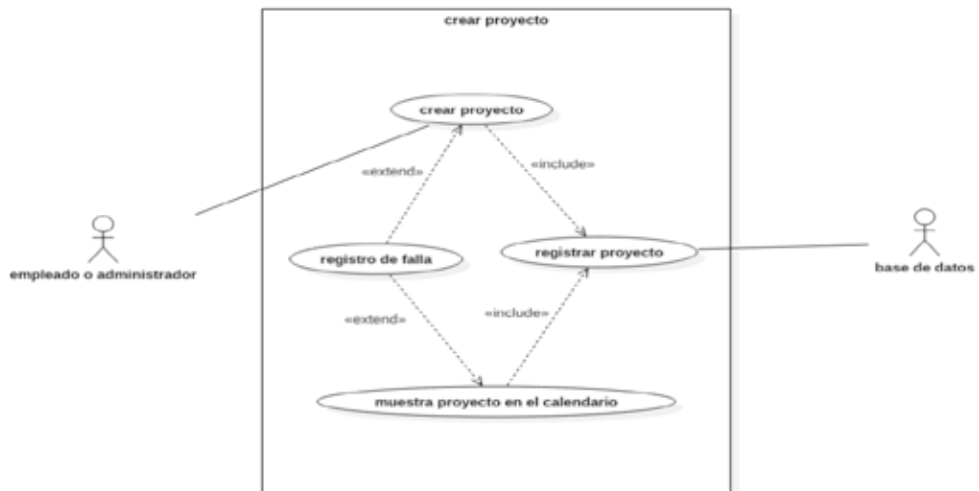 crear proyecto
crear proyecto
«extend»
«include»
registro de falla
registrar proyecto
empleado o administrador
base de datos
«extend»
«include»
muestra proyecto en el calendario